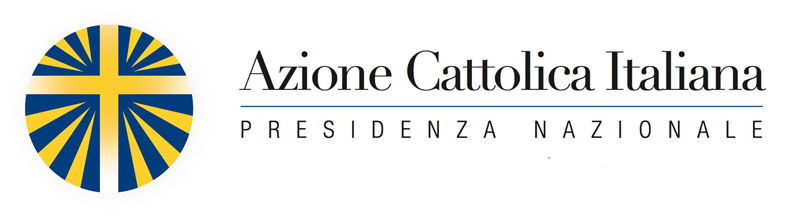 Azione Cattolica Italiana
PRESIDENZA NAZIONALE